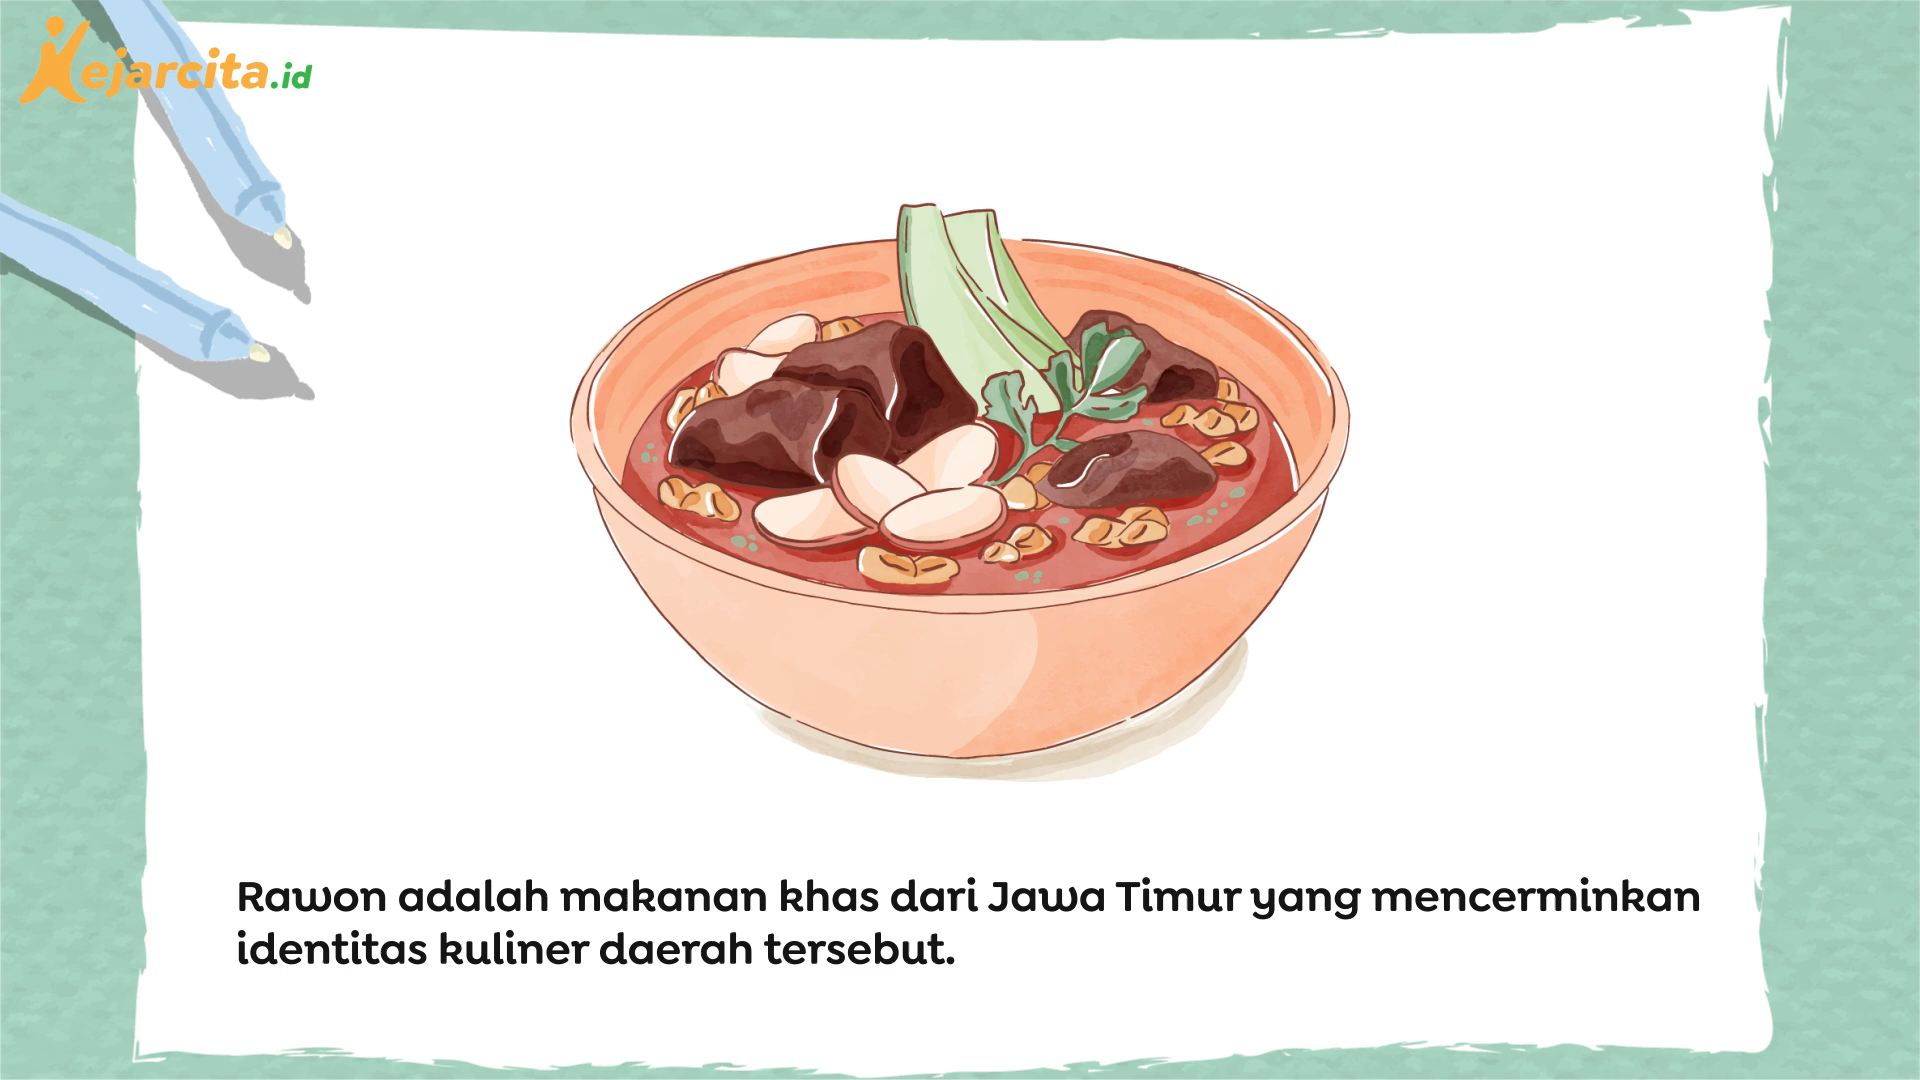 Kejarcita.id
Rawon adalah makanan khas dari Jawa Timur yang mencerminkan
identitas kuliner daerah tersebut.